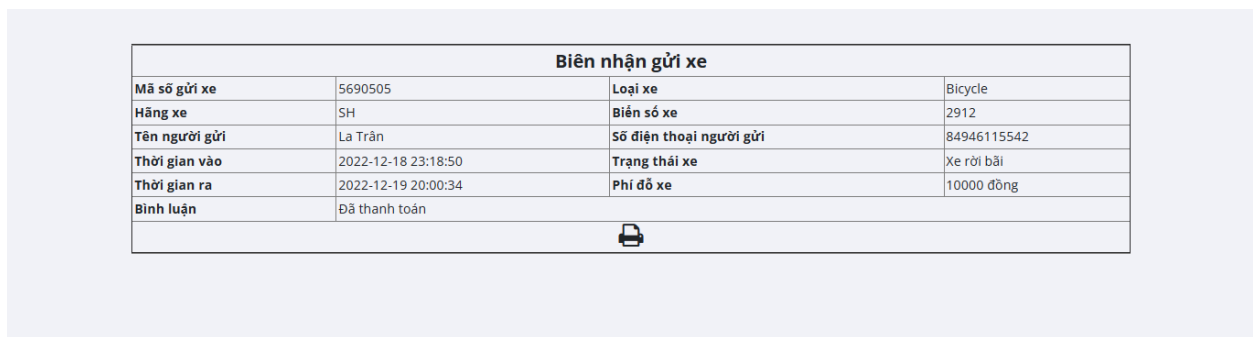 Biên nhận gửi xe
Mã số gửi xe 5690505 Loại xe Bicycle
Hãng xe SH Biển số xe 2912
Tên người gửi La Trân Số điện thoại người gửi 84946115542
Thời gian vào 2022-12-18 23:18:50 Trạng thái xe Xe rời bãi
Thời gian ra 2022-12-19 20:00:34 Phí đỗ xe 10000 đồng
Bình luận Đã thanh toán